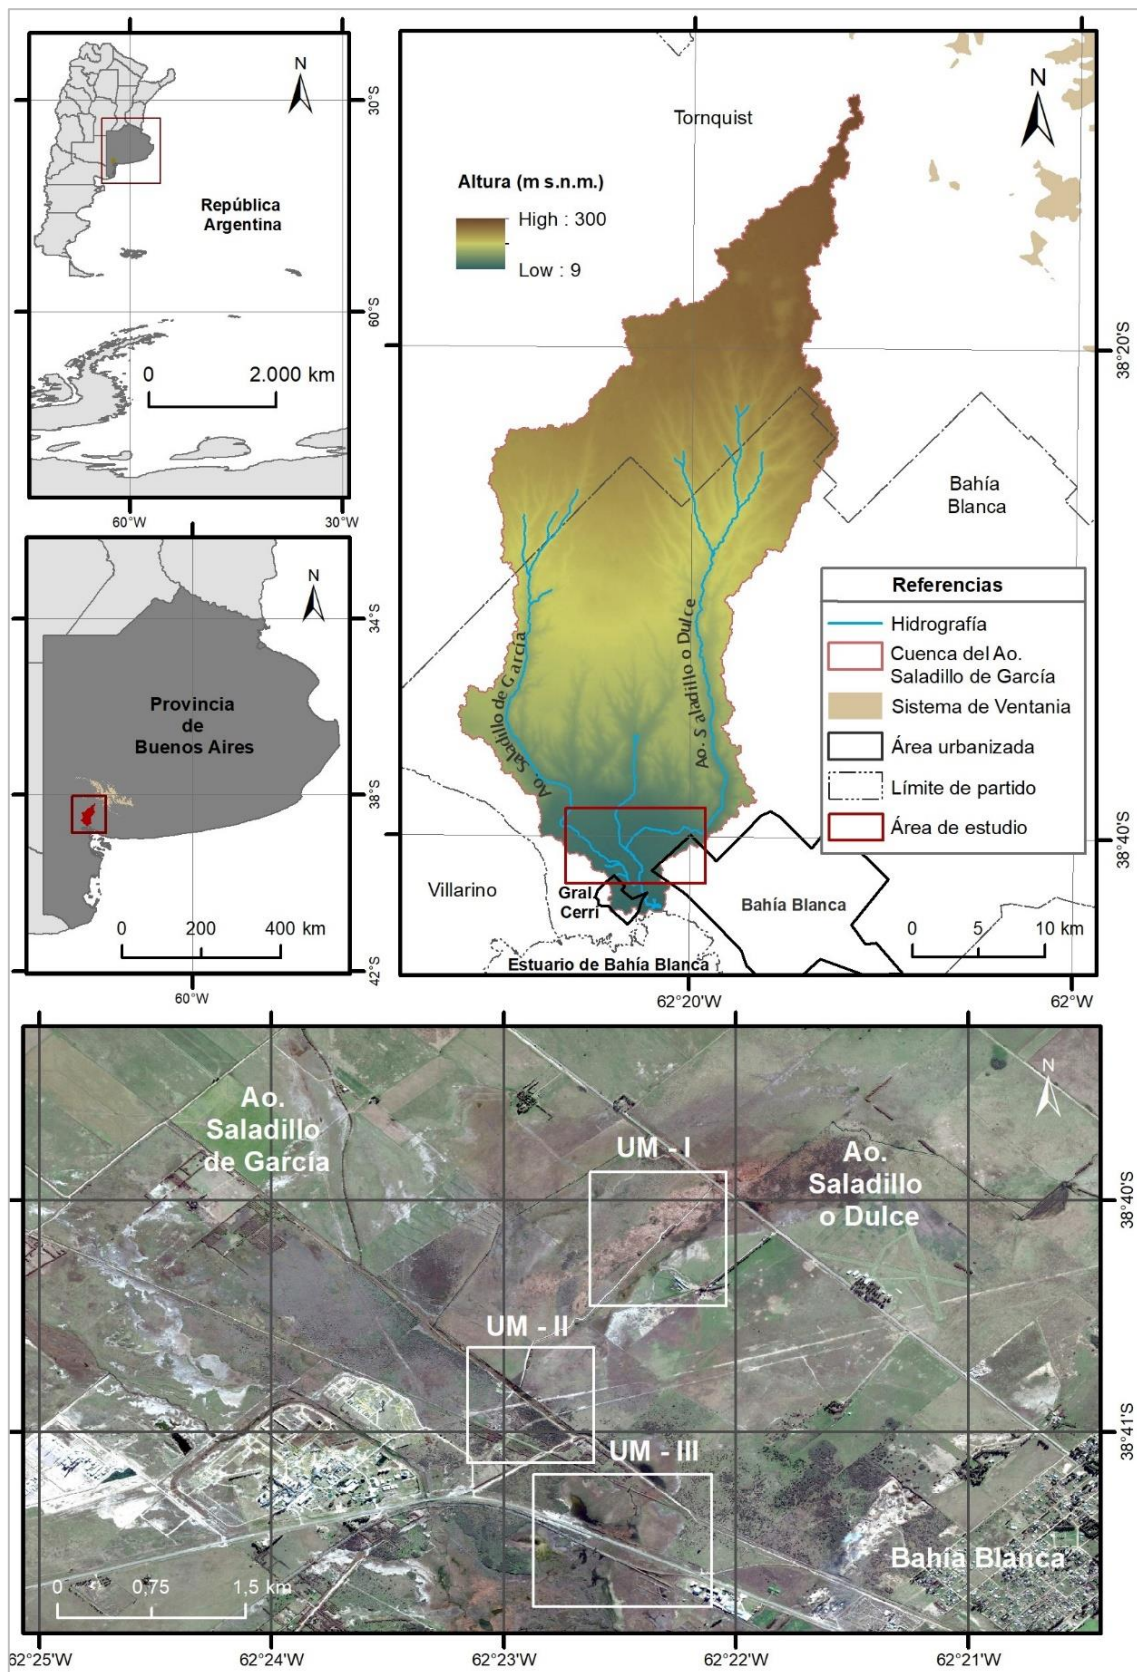 N
30°S
República
Argentina
60°S
0 2.000 km
60°W 30°W
N
34°S
Provincia
de
Buenos Aires
38°S
0 200 400 km
42°S
60°W
N
Tornquist
Altura (m s.n.m.)
High : 300
Low : 9
38°20'S
Bahía
Blanca
Ao. Saladillo de García
Ao. Saladillo o Dulce
Referencias
Hidrografía
Cuenca del Ao.
Saladillo de García
Sistema de Ventania
Área urbanizada
Límite de partido
Área de estudio
38°40'S
Villarino
Gral.
Cerri
Bahía Blanca
0 5 10 km
Estuario de Bahía Blanca
62°20'W 62°W
N
Ao.
Saladillo
de García
UM - I
Ao.
Saladillo
o Dulce
38°40'S
UM - II
38°41'S
UM - III
Bahía Blanca
0 0,75 1,5 km
62°25'W 62°24'W 62°23'W 62°22'W 62°21'W